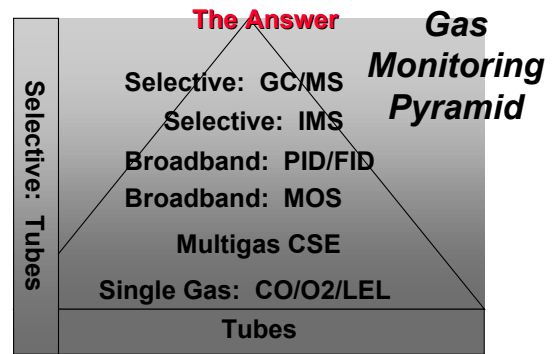 The Answer
Gas
Monitoring
Pyramid
Selective: GC/MS
Selective: IMS
Broadband: PID/FID
Broadband: MOS
Multigas CSE
Single Gas: CO/O2/LEL
Tubes
Selective: Tubes